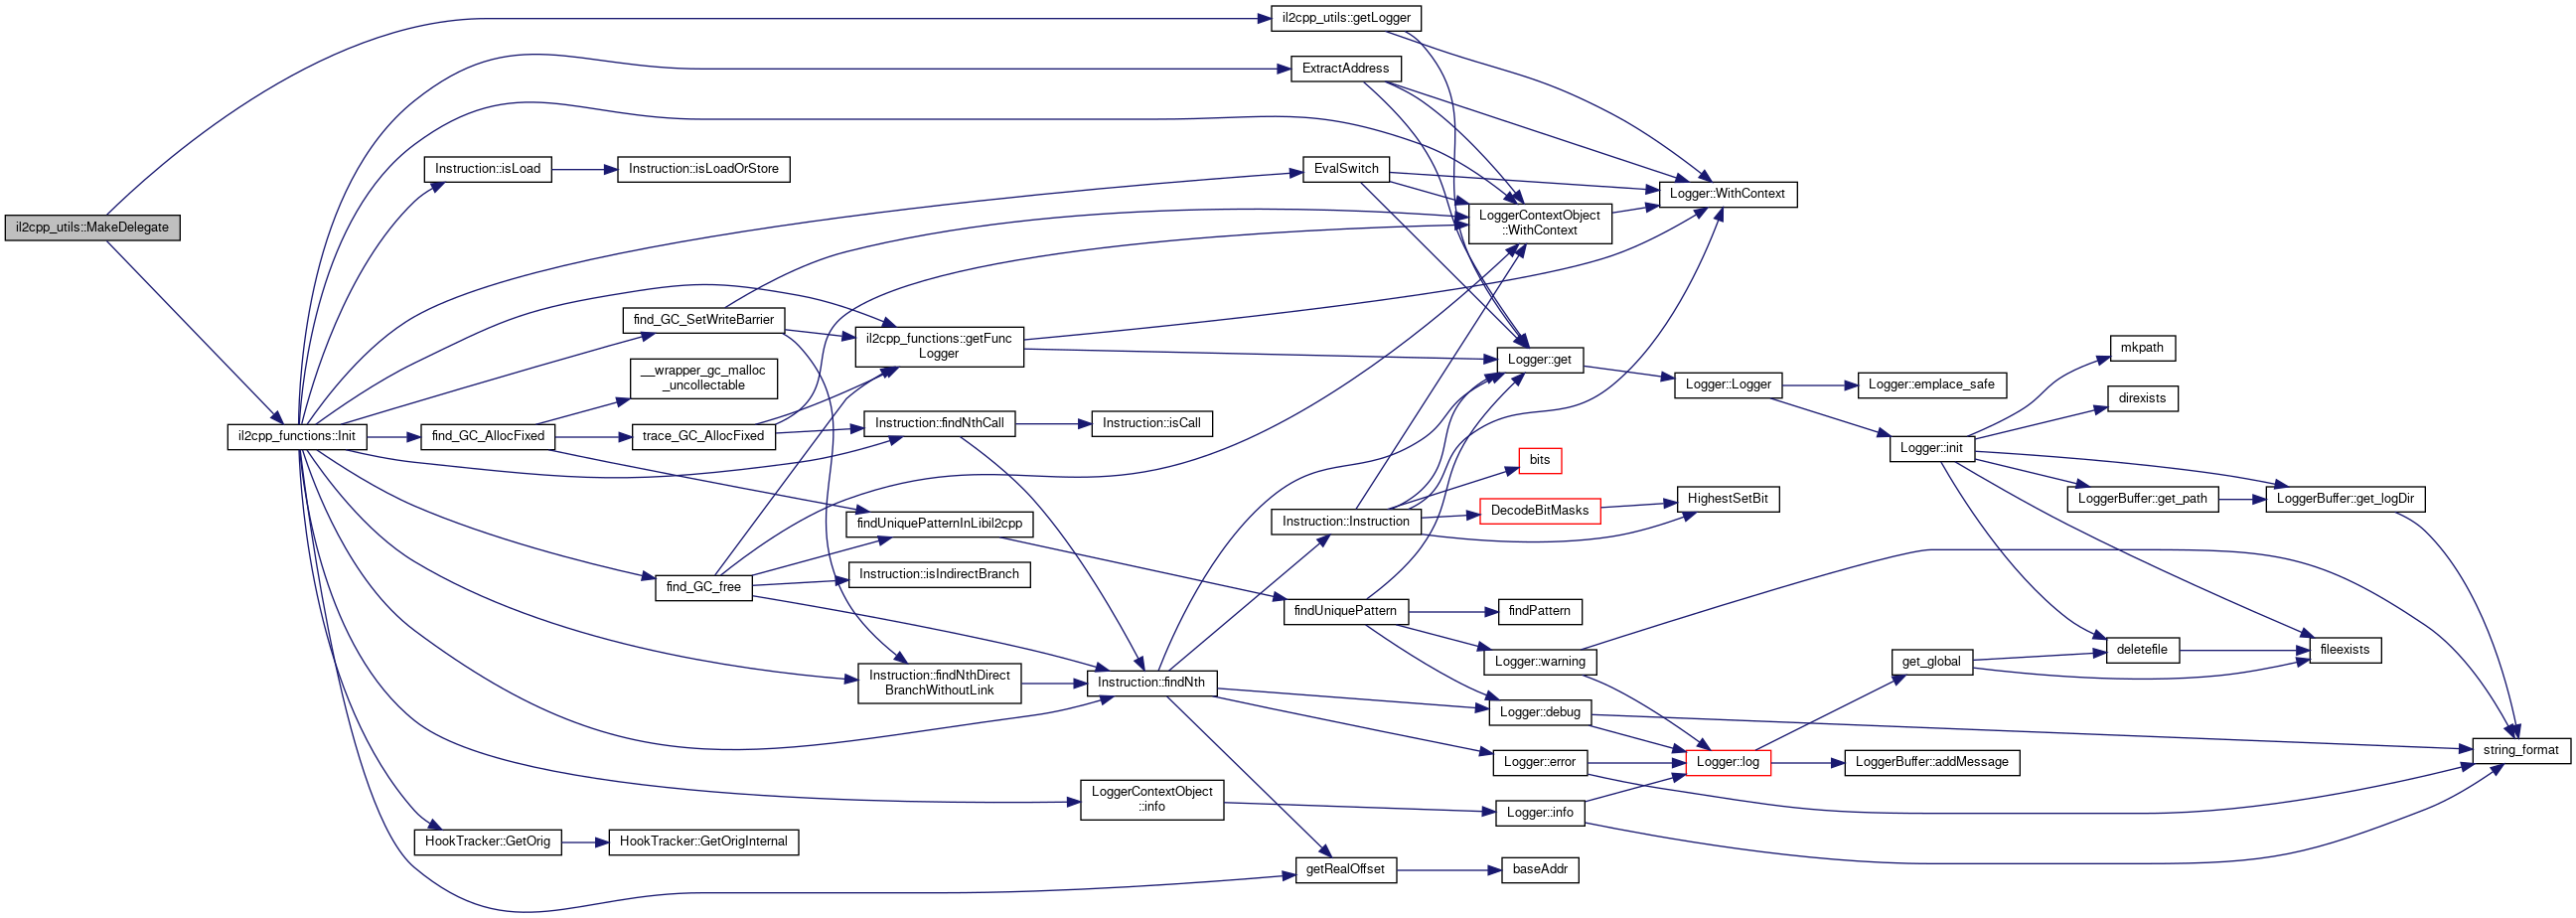 il2cpp_utils::MakeDelegate
il2cpp_functions::Init
Instruction::isLoad
Instruction::isLoadOrStore
find_GC_SetWriteBarrier
__wrapper_gc_malloc
_uncollectable
find_GC_AllocFixed
trace_GC_AllocFixed
find_GC_free
HookTracker::GetOrig
HookTracker::GetOrigInternal
il2cpp_functions::getFunc
Logger
Instruction::findNthCall
Instruction::isCall
findUniquePatternInLibil2cpp
Instruction::isIndirectBranch
Instruction::findNthDirect
BranchWithoutLink
Instruction::findNth
LoggerContextObject
::info
il2cpp_utils::getLogger
ExtractAddress
EvalSwitch
Instruction::Instruction
findUniquePattern
getRealOffset
LoggerContextObject
::WithContext
Logger::get
bits
DecodeBitMasks
findPattern
Logger::warning
Logger::debug
Logger::error
Logger::info
baseAddr
Logger::WithContext
Logger::Logger
HighestSetBit
Logger::log
Logger::emplace_safe
Logger::init
get_global
LoggerBuffer::addMessage
mkpath
direxists
LoggerBuffer::get_path
LoggerBuffer::get_logDir
deletefile
fileexists
string_format